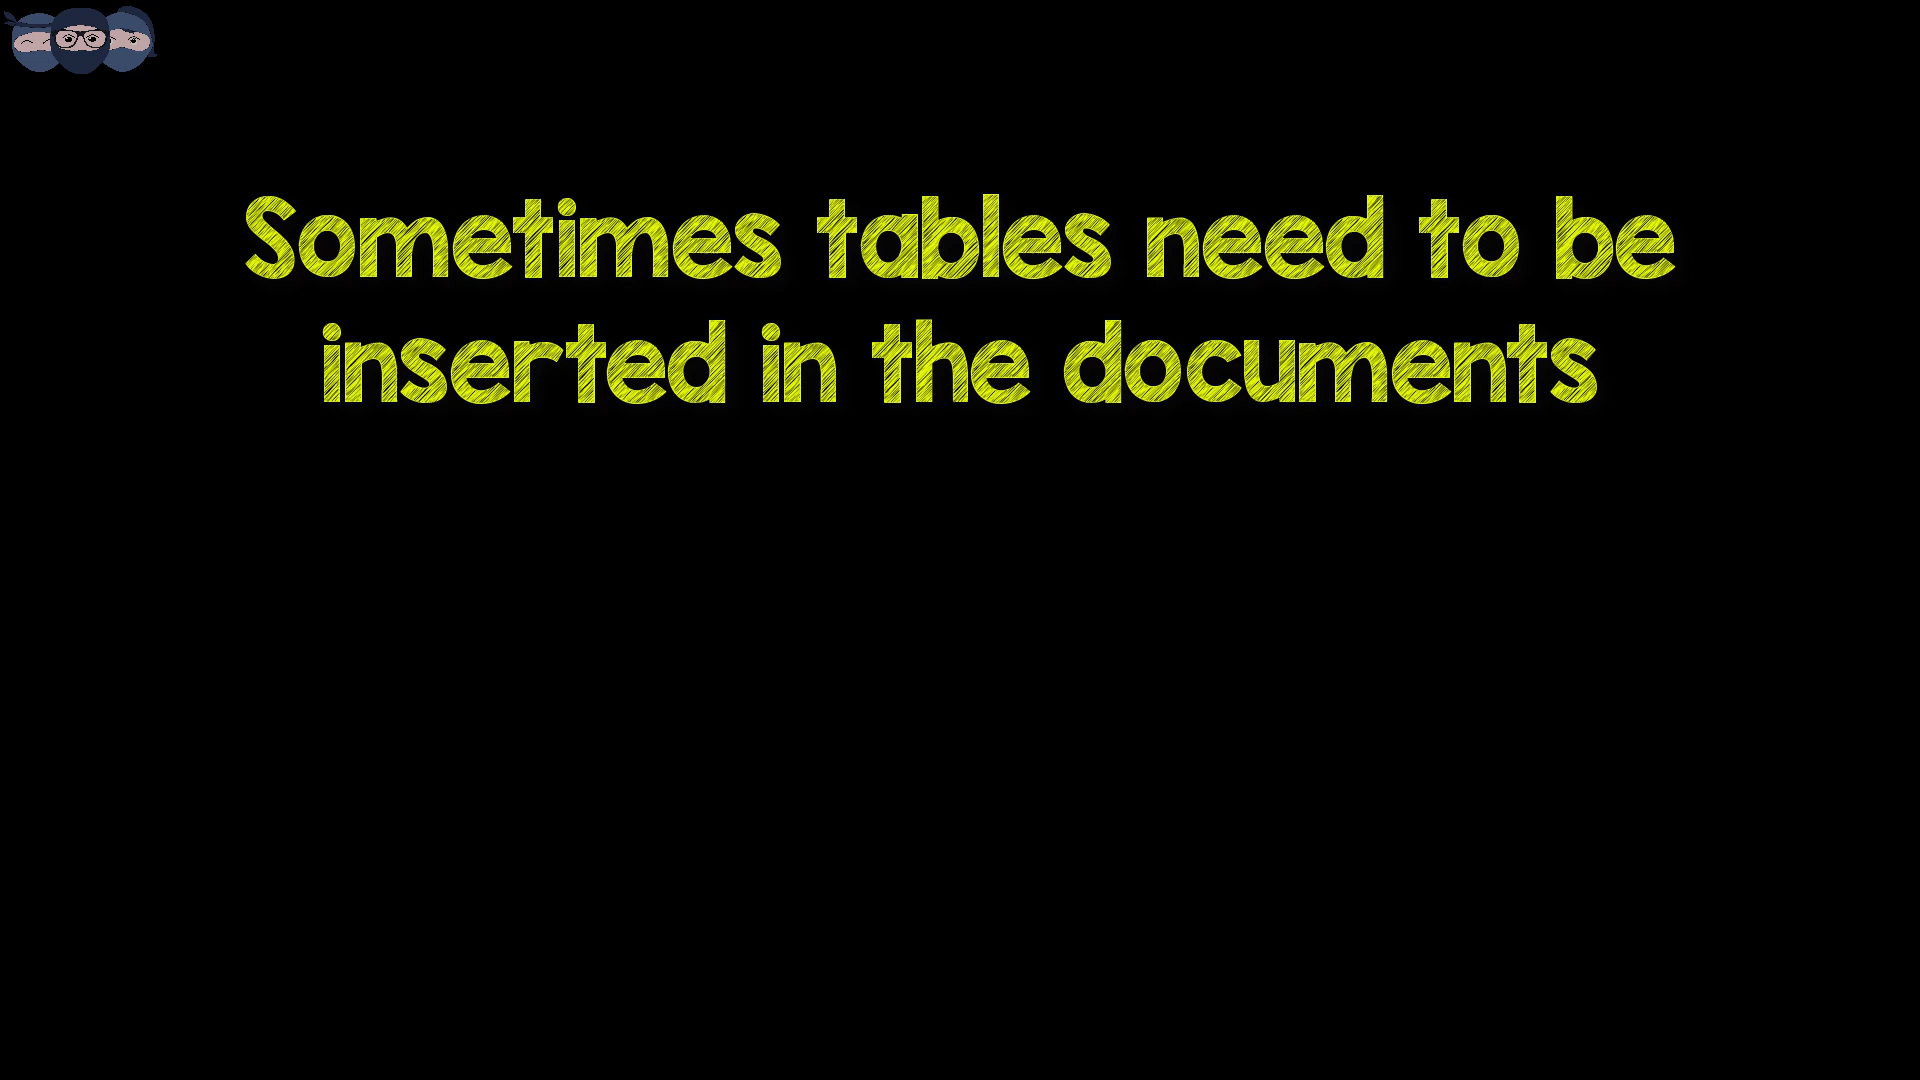 Sometimes tables need to be
inserted in the documents